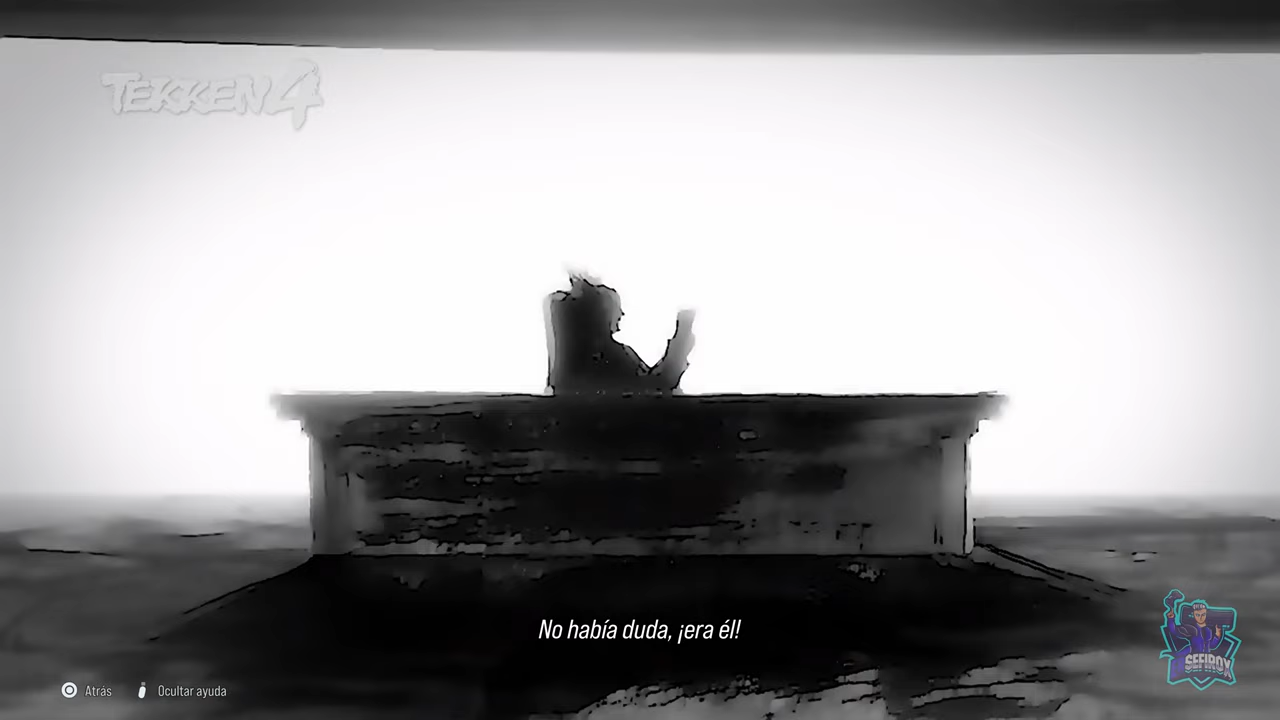 TEKKEN 4
No había duda, ¡era él!
SEFIROX
Atrás
Ocultar ayuda